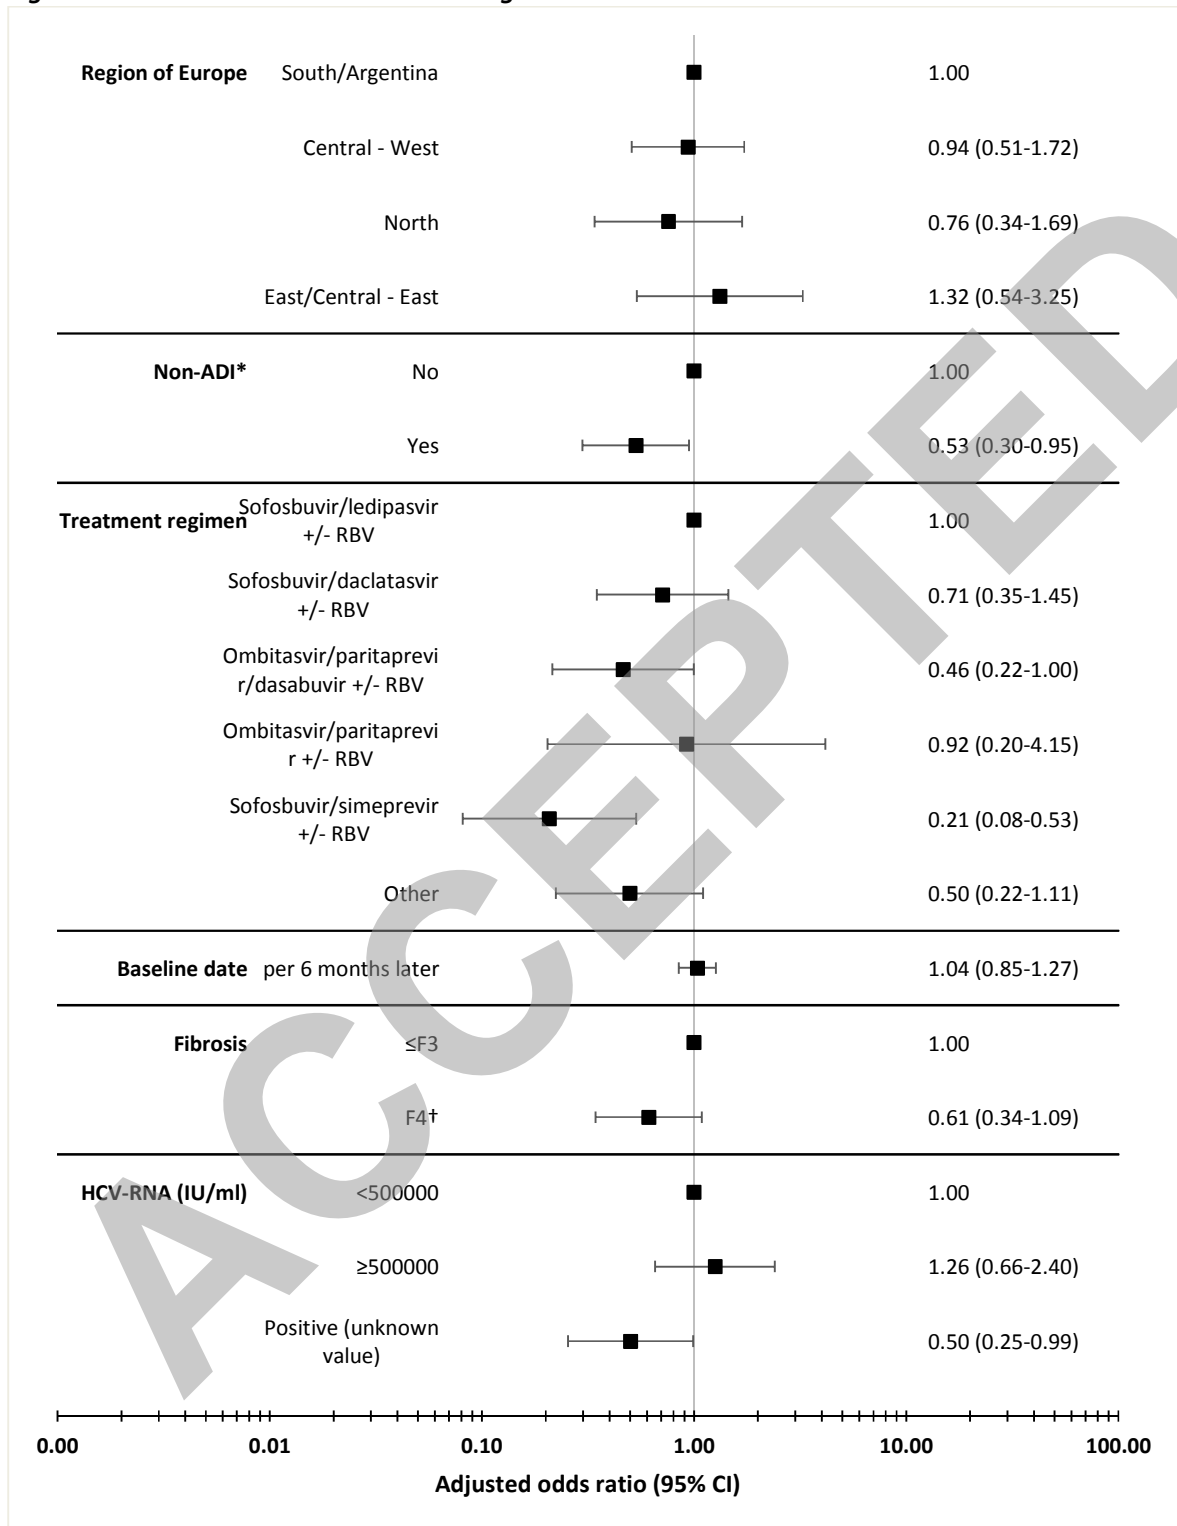 Region of Europe South/Argentina 1.00
Central - West 0.94 (0.51-1.72)
North 0.76 (0.34-1.69)
East/Central - East 1.32 (0.54-3.25)
Non-ADI* No 1.00
Yes 0.53 (0.30-0.95)
Treatment regimen Sofosbuvir/ledipasvir
+/- RBV 1.00
Sofosbuvir/daclatasvir
+/- RBV 0.71 (0.35-1.45)
Ombitasvir/paritaprevi
r/dasabuvir +/- RBV 0.46 (0.22-1.00)
Ombitasvir/paritaprevi
r +/- RBV 0.92 (0.20-4.15)
Sofosbuvir/simeprevir
+/- RBV 0.21 (0.08-0.53)
Other 0.50 (0.22-1.11)
Baseline date per 6 months later 1.04 (0.85-1.27)
Fibrosis ≤F3 1.00
F4† 0.61 (0.34-1.09)
HCV-RNA (IU/ml) <500000 1.00
≥500000 1.26 (0.66-2.40)
Positive (unknown
value) 0.50 (0.25-0.99)
0.00 0.01 0.10 1.00 10.00 100.00
Adjusted odds ratio (95% CI)
ACCEPTED